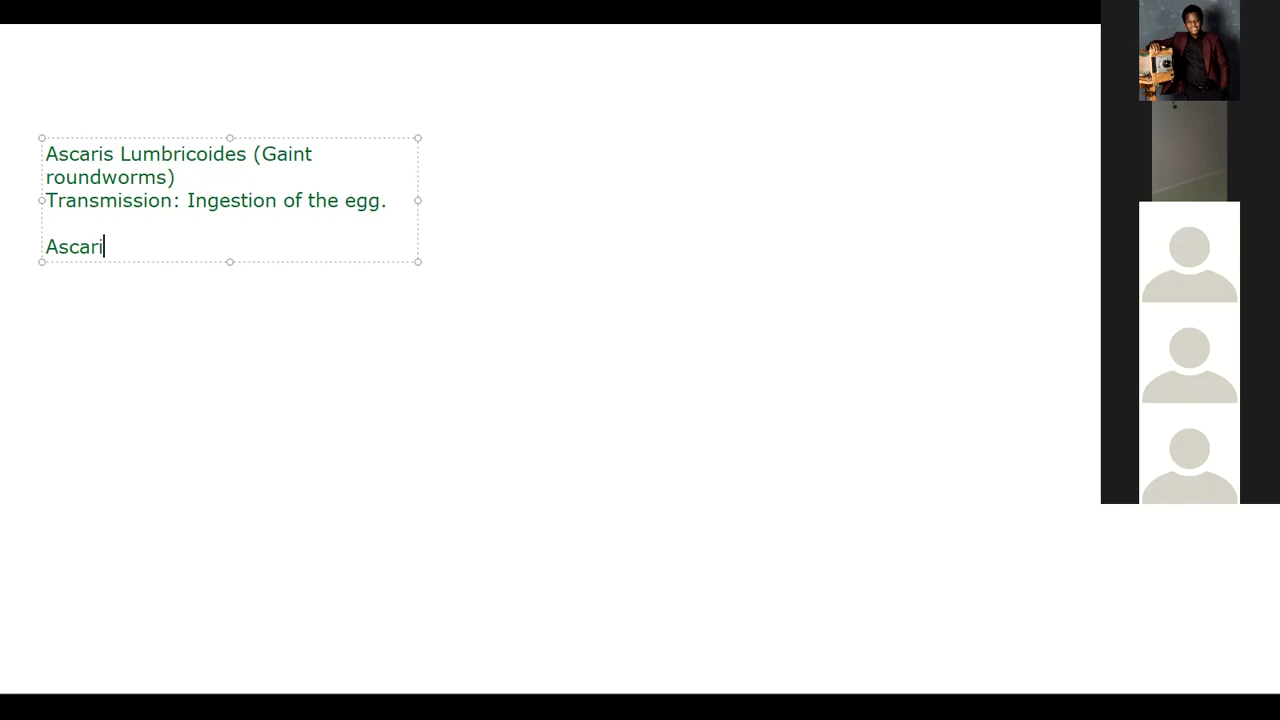 Ascaris Lumbricoides (Gaint
roundworms)
Transmission: Ingestion of the egg.
Ascari